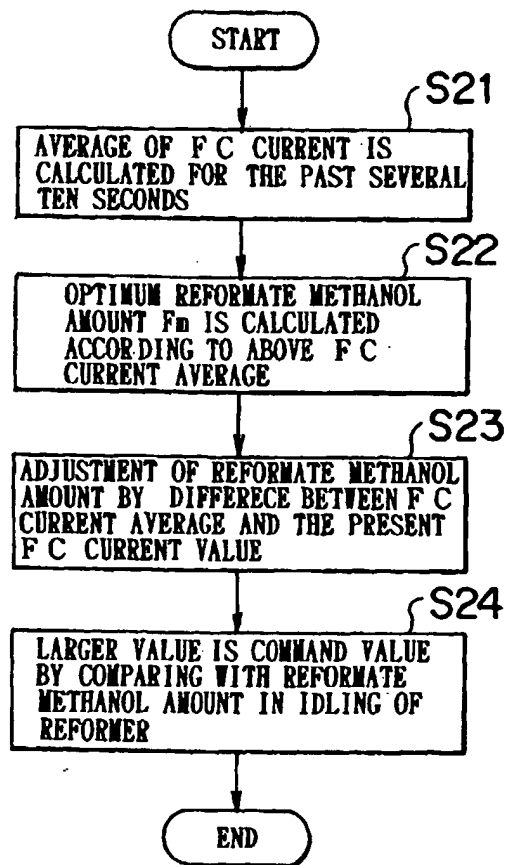 START
S21
AVERAGE OF F C CURRENT IS
CALCULATED FOR THE PAST SEVERAL
TEN SECONDS
S22
OPTIMUM REFORMATE METHANOL
AMOUNT Fm IS CALCULATED
ACCORDING TO ABOVE F C
CURRENT AVERAGE
S23
ADJUSTMENT OF REFORMATE METHANOL
AMOUNT BY DIFFERECE BETWEEN F C
CURRENT AVERAGE AND THE PRESENT
F C CURRENT VALUE
S24
LARGER VALUE IS COMMAND VALUE
BY COMPARING WITH REFORMATE
METHANOL AMOUNT IN IDLING OF
REFORMER
END